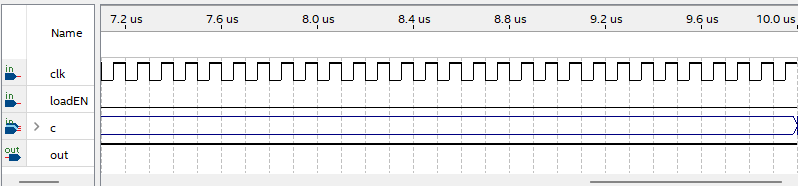 7.2 us 7.6 us 8.0 us 8.4 us 8.8 us 9.2 us 9.6 us 10.0 us
Name
in clk
in loadEN
in c
out out